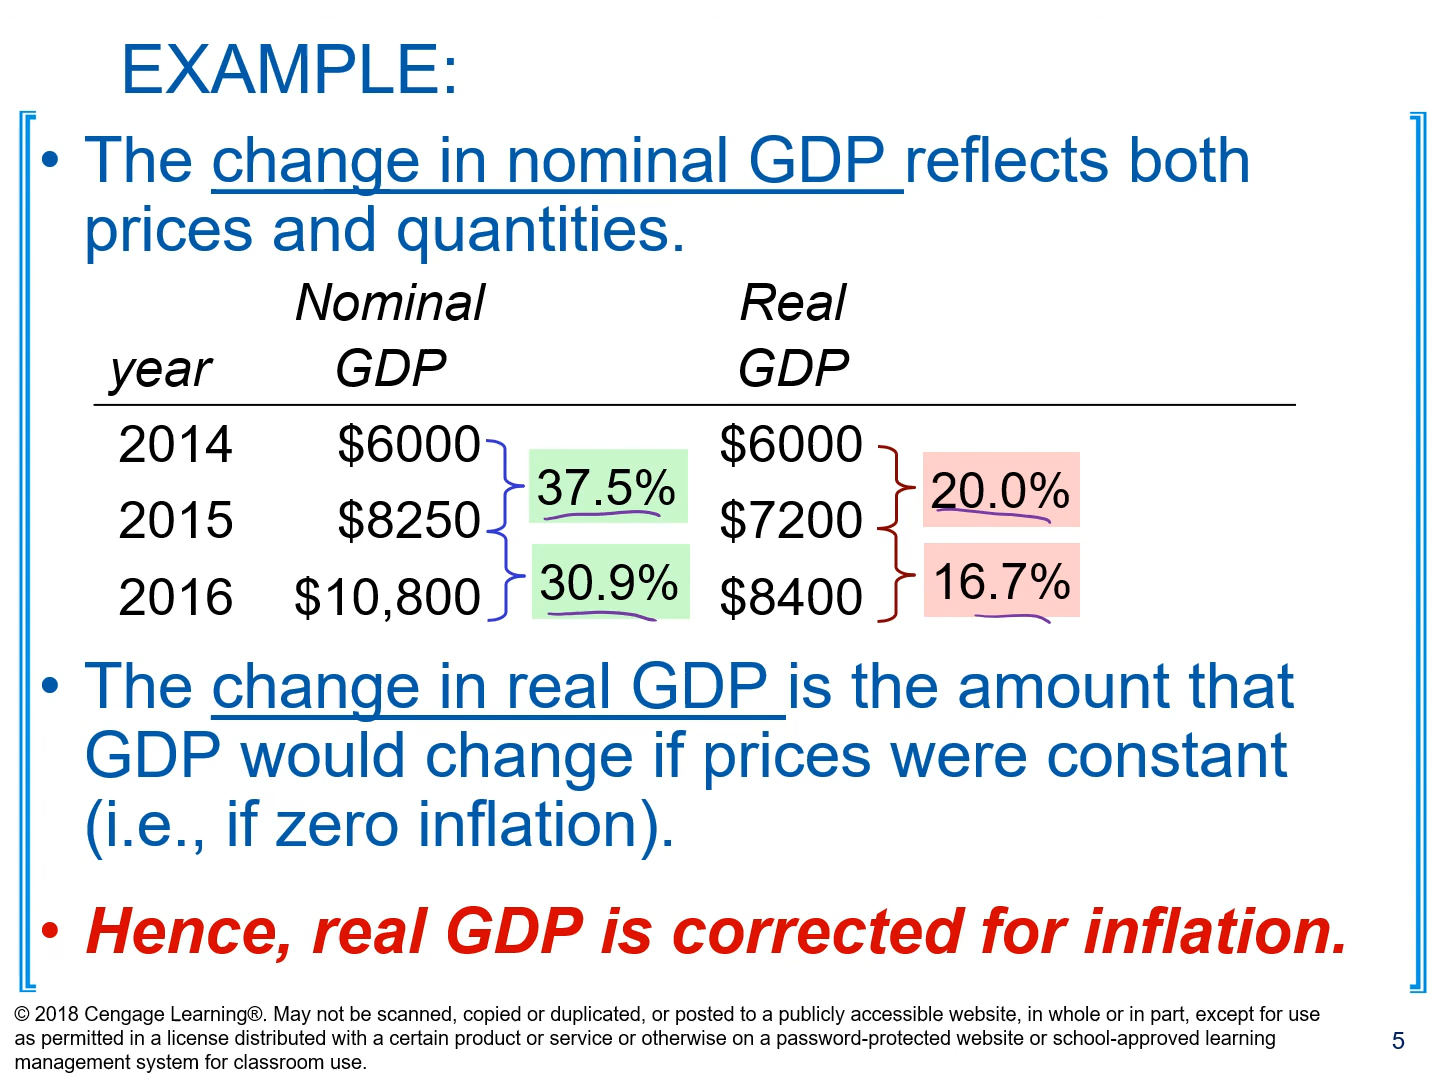 EXAMPLE:
• The change in nominal GDP reflects both
prices and quantities.
Nominal Real
year GDP GDP
2014 $6000 $6000
37.5% 20.0%
2015 $8250 $7200
30.9% 16.7%
2016 $10,800 $8400
• The change in real GDP is the amount that
GDP would change if prices were constant
(i.e., if zero inflation).
• Hence, real GDP is corrected for inflation.
© 2018 Cengage Learning®. May not be scanned, copied or duplicated, or posted to a publicly accessible website, in whole or in part, except for use
as permitted in a license distributed with a certain product or service or otherwise on a password-protected website or school-approved learning
management system for classroom use.
5